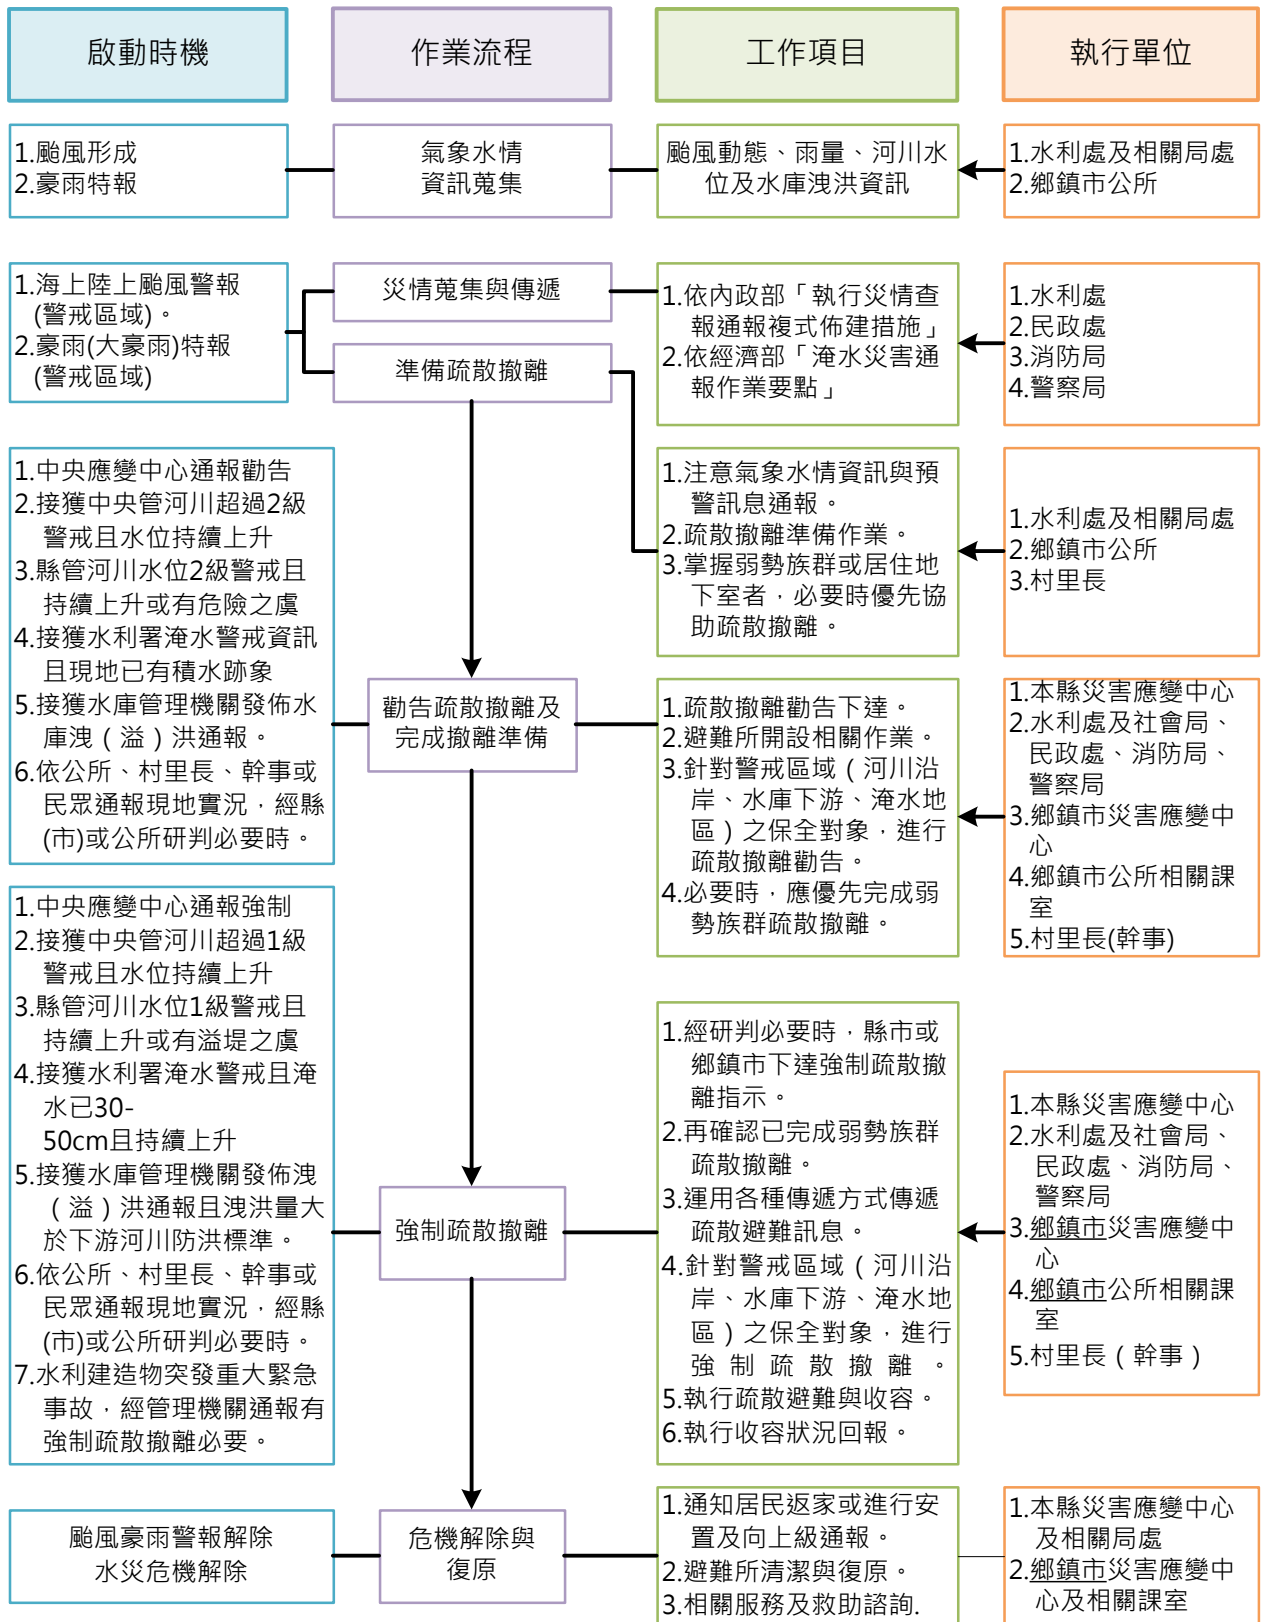 啟動時機
作業流程
工作項目
執行單位
1.颱風形成
2.豪雨特報
氣象水情
資訊蒐集
颱風動態、雨量、河川水
位及水庫洩洪資訊
1.水利處及相關局處
2.鄉鎮市公所
1.海上陸上颱風警報
(警戒區域)。
2.豪雨(大豪雨)特報
(警戒區域)
災情蒐集與傳遞
準備疏散撤離
1.依內政部「執行災情查
報通報複式佈建措施」
2.依經濟部「淹水災害通
報作業要點」
1.水利處
2.民政處
3.消防局
4.警察局
1.注意氣象水情資訊與預
警訊息通報。
2.疏散撤離準備作業。
3.掌握弱勢族群或居住地
下室者，必要時優先協
助疏散撤離。
1.水利處及相關局處
2.鄉鎮市公所
3.村里長
1.中央應變中心通報勸告
2.接獲中央管河川超過2級
警戒且水位持續上升
3.縣管河川水位2級警戒且
持續上升或有危險之虞
4.接獲水利署淹水警戒資訊
且現地已有積水跡象
5.接獲水庫管理機關發佈水
庫洩（溢）洪通報。
6.依公所、村里長、幹事或
民眾通報現地實況，經縣
(市)或公所研判必要時。
勸告疏散撤離及
完成撤離準備
1.疏散撤離勸告下達。
2.避難所開設相關作業。
3.針對警戒區域（河川沿
岸、水庫下游、淹水地
區）之保全對象，進行
疏散撤離勸告。
4.必要時，應優先完成弱
勢族群疏散撤離。
1.本縣災害應變中心
2.水利處及社會局、
民政處、消防局、
警察局
3.鄉鎮市災害應變中
心
4.鄉鎮市公所相關課
室
5.村里長(幹事)
1.中央應變中心通報強制
2.接獲中央管河川超過1級
警戒且水位持續上升
3.縣管河川水位1級警戒且
持續上升或有溢堤之虞
4.接獲水利署淹水警戒且淹
水已30-
50cm且持續上升
5.接獲水庫管理機關發佈洩
（溢）洪通報且洩洪量大
於下游河川防洪標準。
6.依公所、村里長、幹事或
民眾通報現地實況，經縣
(市)或公所研判必要時。
7.水利建造物突發重大緊急
事故，經管理機關通報有
強制疏散撤離必要。
強制疏散撤離
1.經研判必要時，縣市或
鄉鎮市下達強制疏散撤
離指示。
2.再確認已完成弱勢族群
疏散撤離。
3.運用各種傳遞方式傳遞
疏散避難訊息。
4.針對警戒區域（河川沿
岸、水庫下游、淹水地
區）之保全對象，進行
強制疏散撤離。
5.執行疏散避難與收容。
6.執行收容狀況回報。
1.本縣災害應變中心
2.水利處及社會局、
民政處、消防局、
警察局
3.鄉鎮市災害應變中
心
4.鄉鎮市公所相關課
室
5.村里長（幹事）
颱風豪雨警報解除
水災危機解除
危機解除與
復原
1.通知居民返家或進行安
置及向上級通報。
2.避難所清潔與復原。
3.相關服務及救助諮詢.
1.本縣災害應變中心
及相關局處
2.鄉鎮市災害應變中
心及相關課室